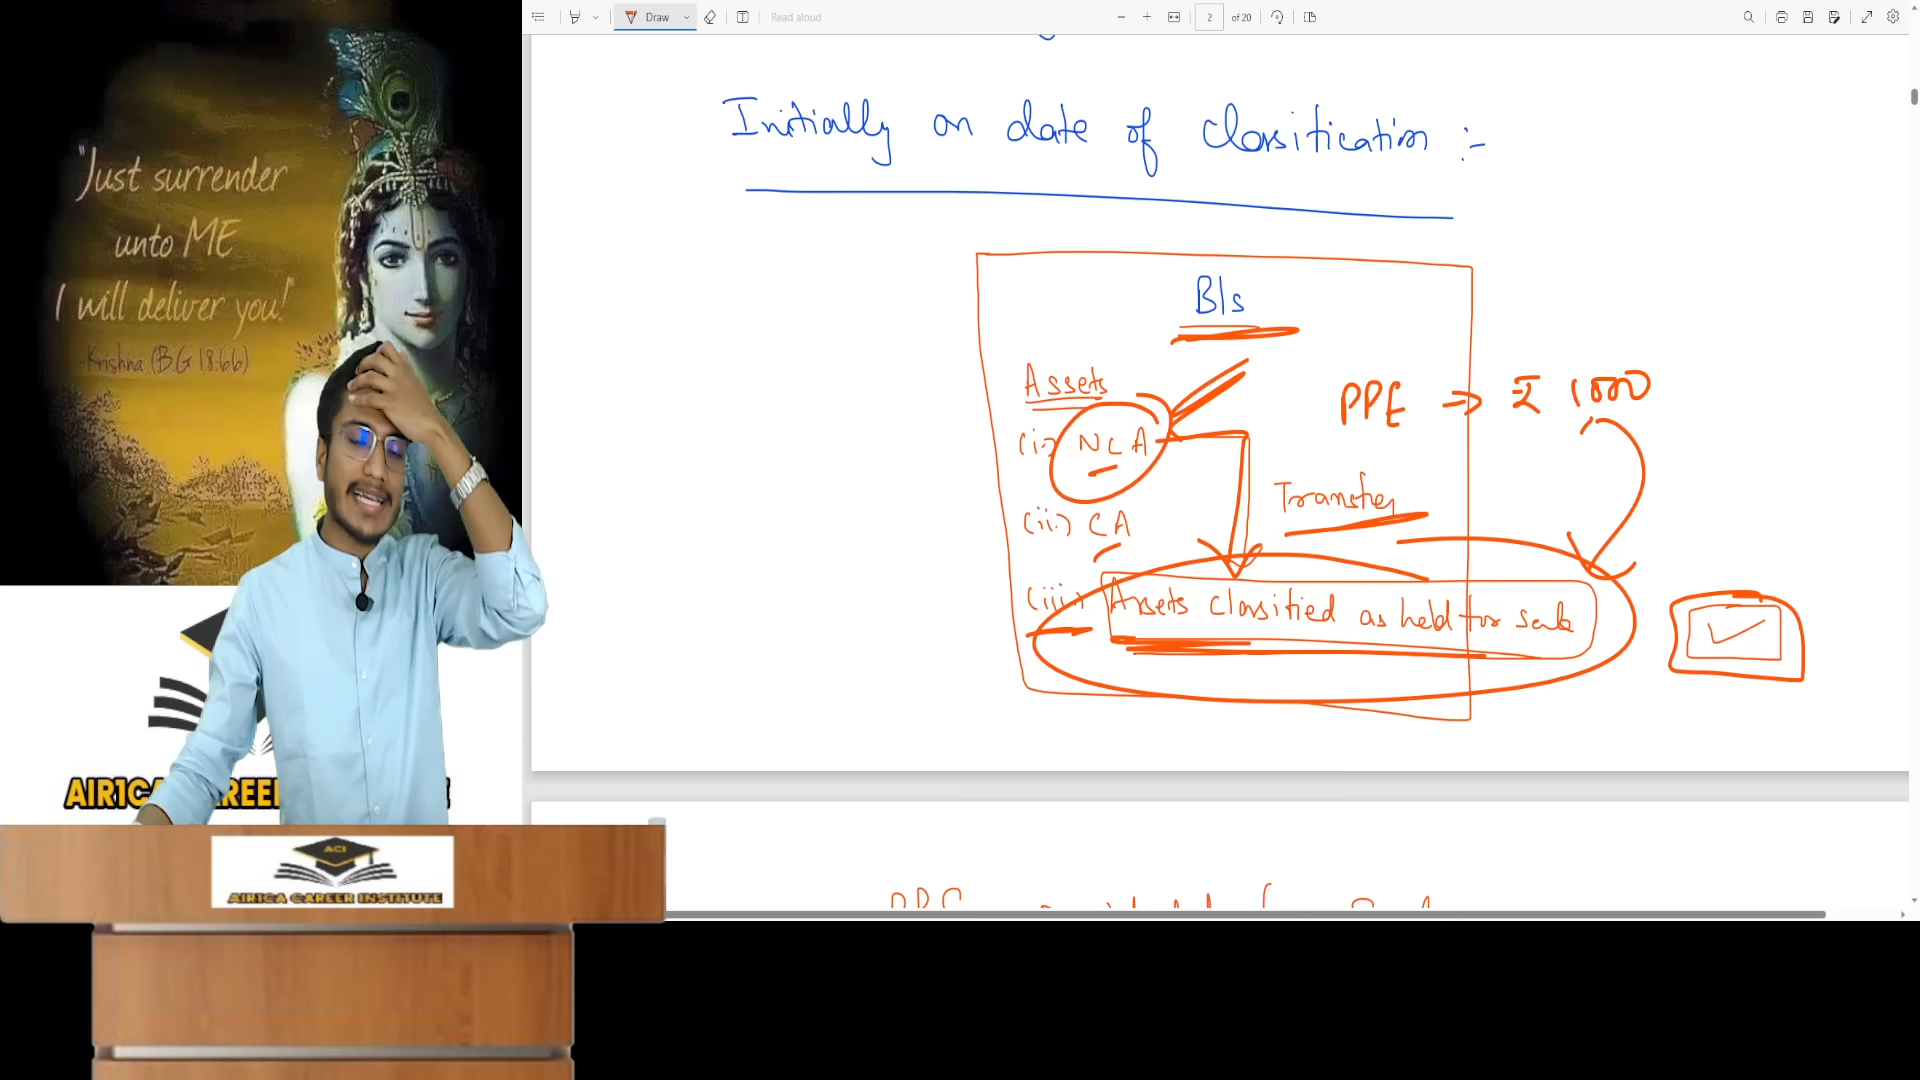 Draw
Read aloud
2 of 20
"Just surrender
unto ME
I will deliver you!"
Krishna (B.G 18:66)
Initially on date of classification :-
B/s
Assets
(i) NCA
PPE => ₹ 1000
Transfer
(ii) CA
(iii) Assets classified as held for sale
ACI
AIR1CA CAREER INSTITUTE